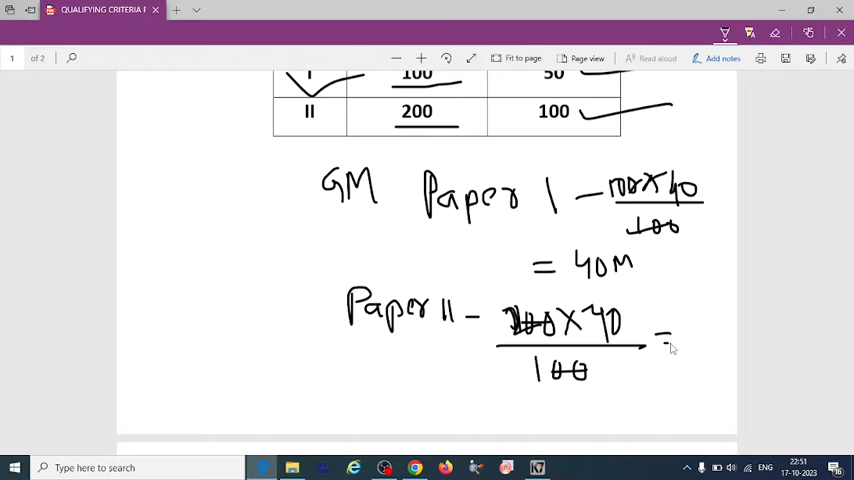 QUALIFYING CRITERIA F
1 of 2
Fit to page
Page view
Read aloud
Add notes
I 100 50
II 200 100
GM Paper I - 100 x 40
100
= 40M
Paper II - 200 x 40 =
100
Type here to search
ENG
22:51
17-10-2023
16